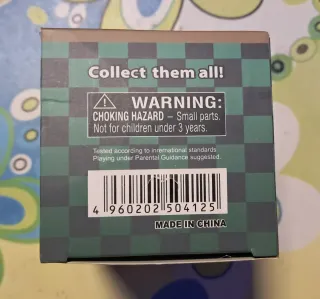 Collect them all!
WARNING:
CHOKING HAZARD – Small parts.
Not for children under 3 years.
Tested according to international standards
Playing under Parental Guidance suggested.
4 960202 504125
MADE IN CHINA